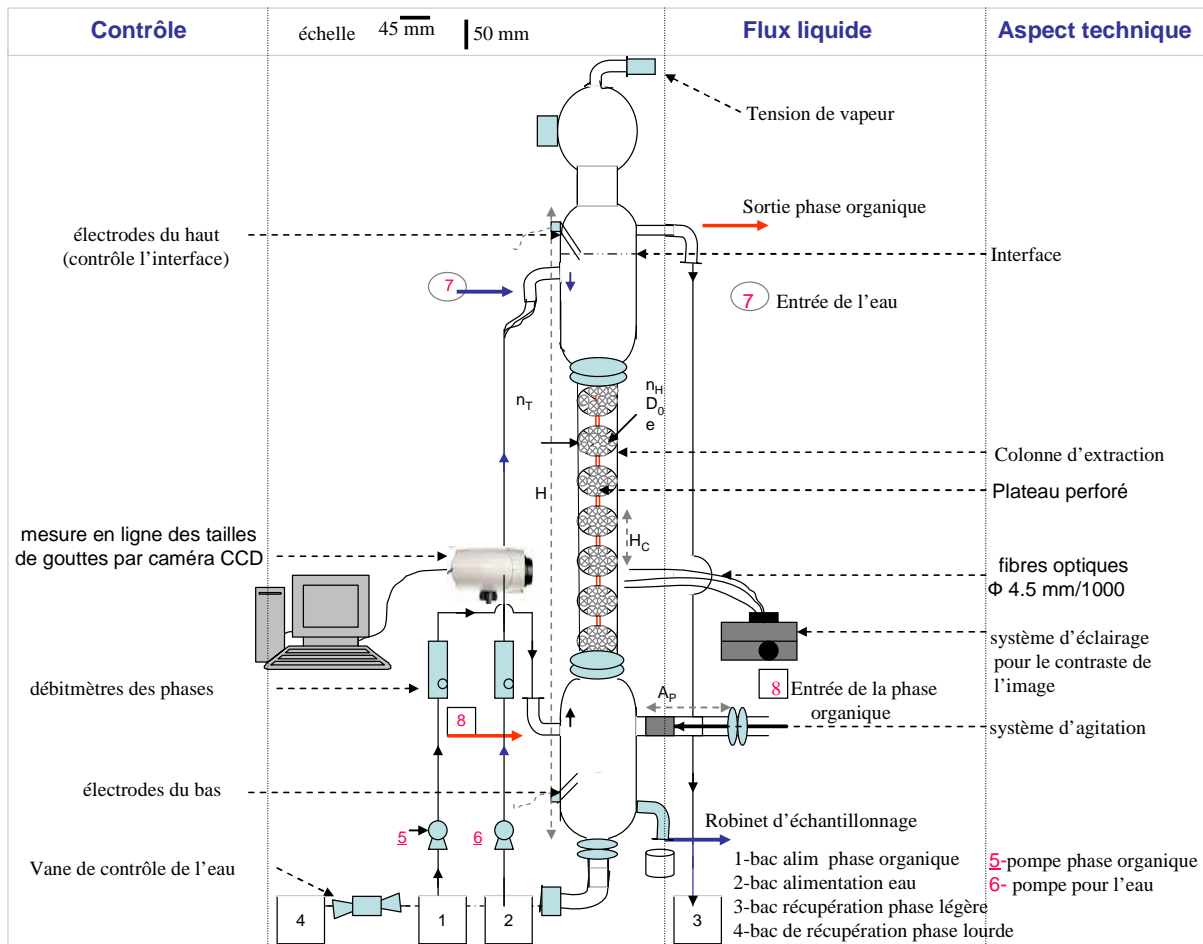 Contrôle
échelle
45 mm
50 mm
Flux liquide
Aspect technique
Tension de vapeur
Sortie phase organique
électrodes du haut
(contrôle l’interface)
Interface
7
7
Entrée de l’eau
n_T
n_H
D_0
e
Colonne d’extraction
Plateau perforé
H
H_C
mesure en ligne des tailles
de gouttes par caméra CCD
fibres optiques
Φ 4.5 mm/1000
système d’éclairage
pour le contraste de
l’image
débitmètres des phases
8
A_P
8 Entrée de la phase
organique
système d’agitation
électrodes du bas
Robinet d’échantillonnage
5
6
Vane de contrôle de l’eau
1-bac alim phase organique
2-bac alimentation eau
3-bac récupération phase légère
4-bac de récupération phase lourde
5-pompe phase organique
6- pompe pour l’eau
4
1
2
3